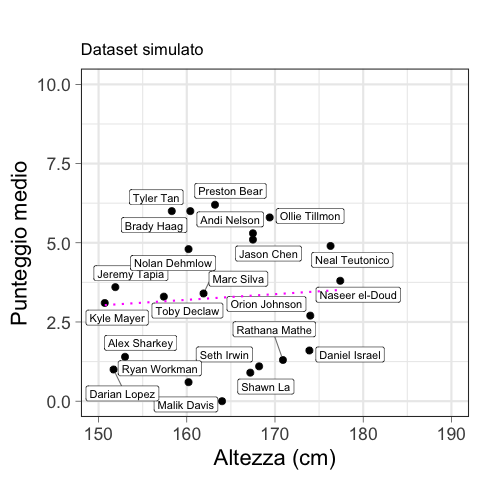 Dataset simulato
Punteggio medio
10.0
7.5
5.0
2.5
0.0
Preston Bear
Tyler Tan
Andi Nelson
Ollie Tillmon
Brady Haag
Jason Chen
Neal Teutonico
Nolan Dehmlow
Jeremy Tapia
Marc Silva
Naseer el-Doud
Orion Johnson
Toby Declaw
Kyle Mayer
Rathana Mathe
Alex Sharkey
Seth Irwin
Daniel Israel
Ryan Workman
Shawn La
Darian Lopez
Malik Davis
150
160
170
180
190
Altezza (cm)